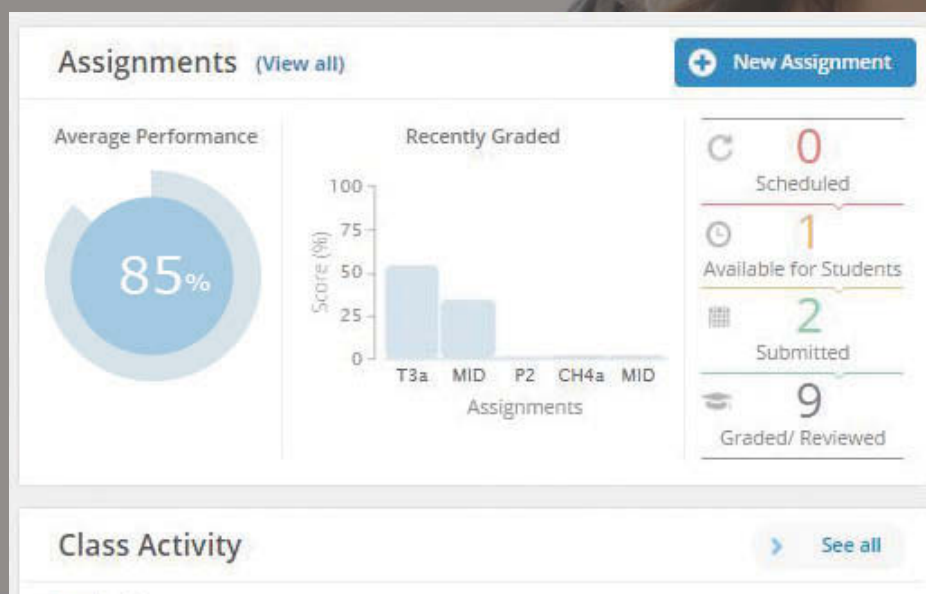 Assignments (View all)
New Assignment
Average Performance
85%
Recently Graded
100
75
50
25
0
Score (%)
T3a MID P2 CH4a MID
Assignments
0
Scheduled
1
Available for Students
2
Submitted
9
Graded/ Reviewed
Class Activity
See all